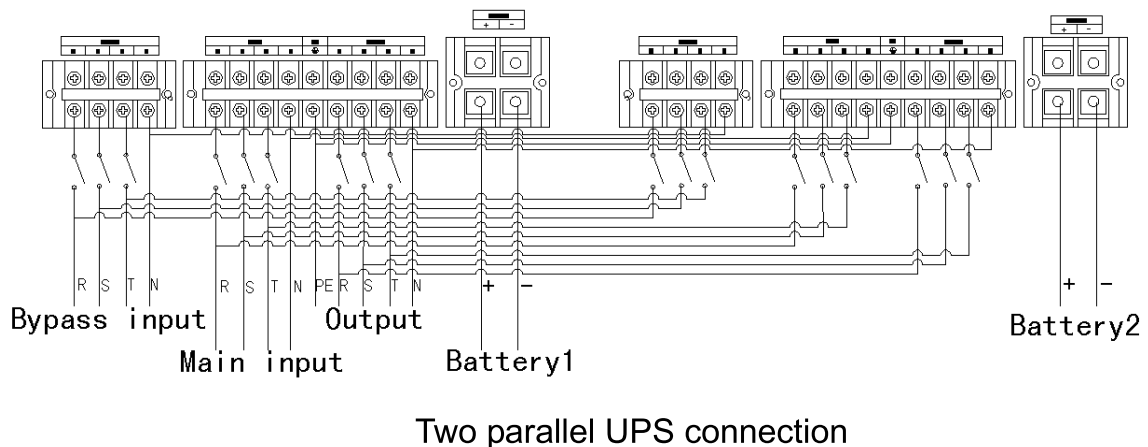 + −
+ −
R S T N R S T N PE R S T N + −
+ −
Bypass input
Output
Battery2
Main input
Battery1
Two parallel UPS connection